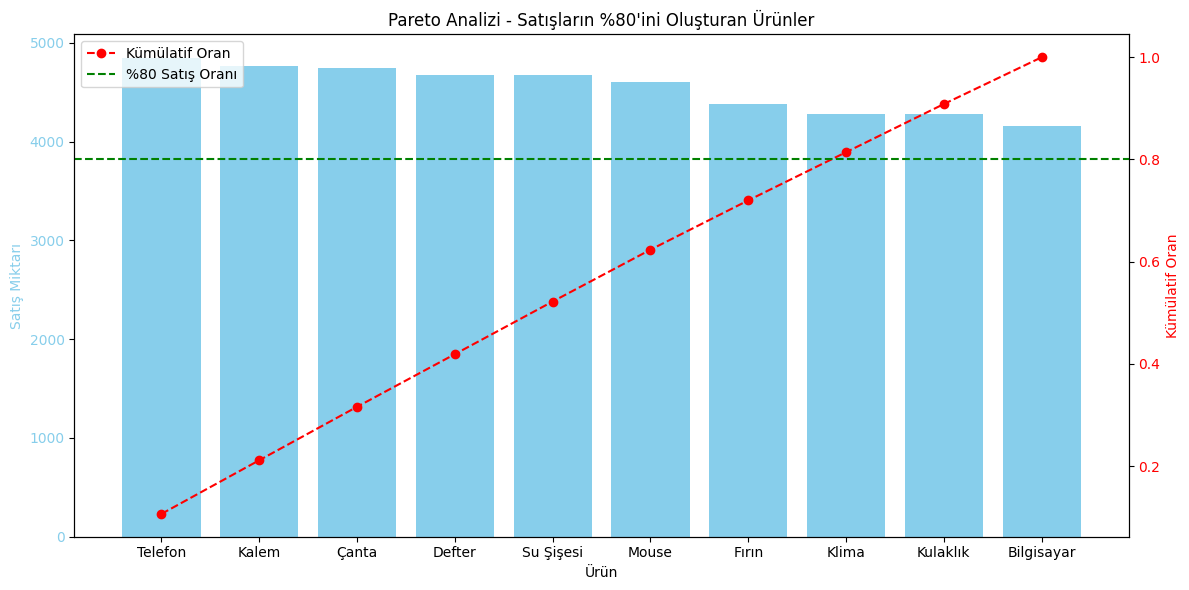 Pareto Analizi - Satışların %80'ini Oluşturan Ürünler
Kümülatif Oran
%80 Satış Oranı
Satış Miktarı
5000
4000
3000
2000
1000
0
1.0
0.8
0.6
0.4
0.2
Kümülatif Oran
Telefon Kalem Çanta Defter Su Şişesi Mouse Fırın Klima Kulaklık Bilgisayar
Ürün